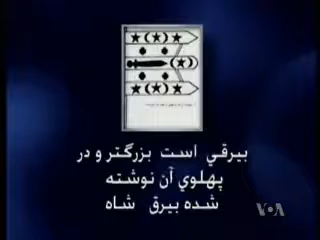 بيرقي است بزرگتر و در
پهلوي آن نوشته
شده بيرق شاه
VOA